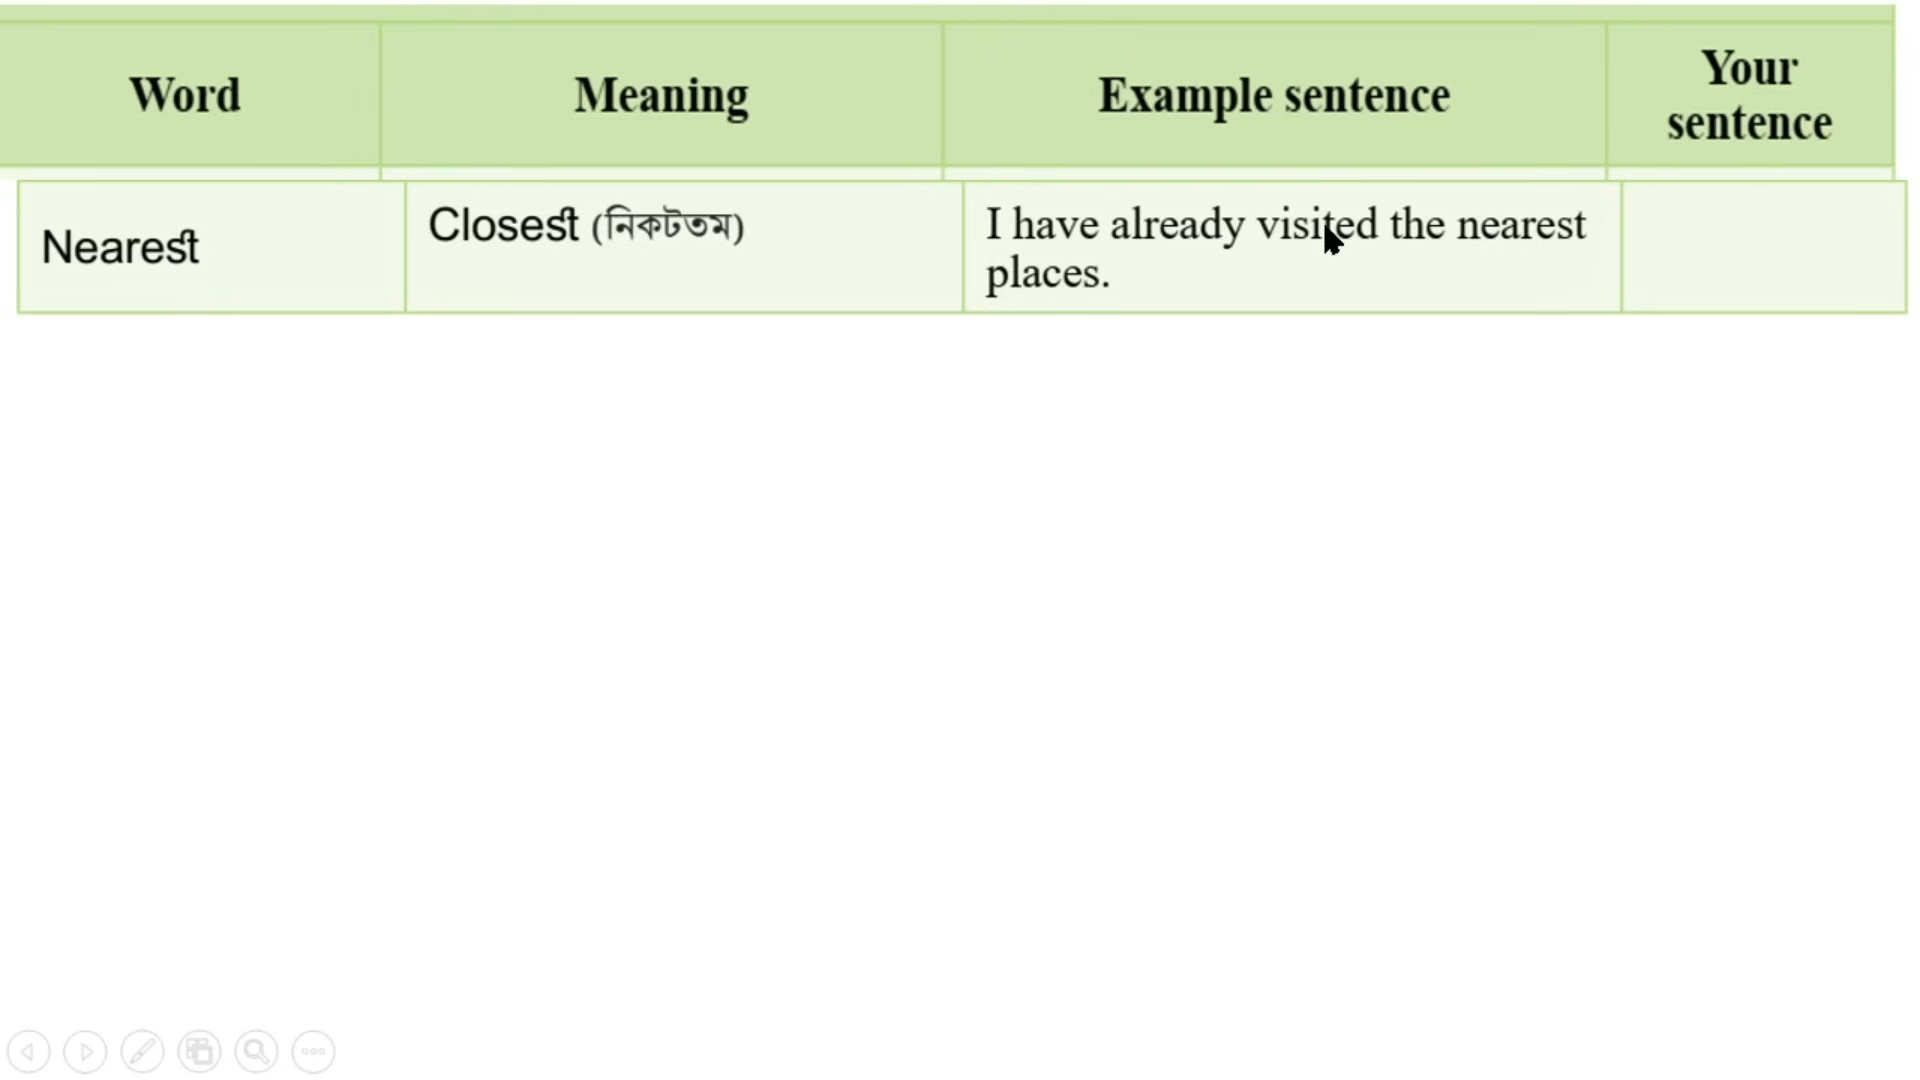 Word
Meaning
Example sentence
Your
sentence
Nearest
Closest (নিকটতম)
I have already visited the nearest
places.